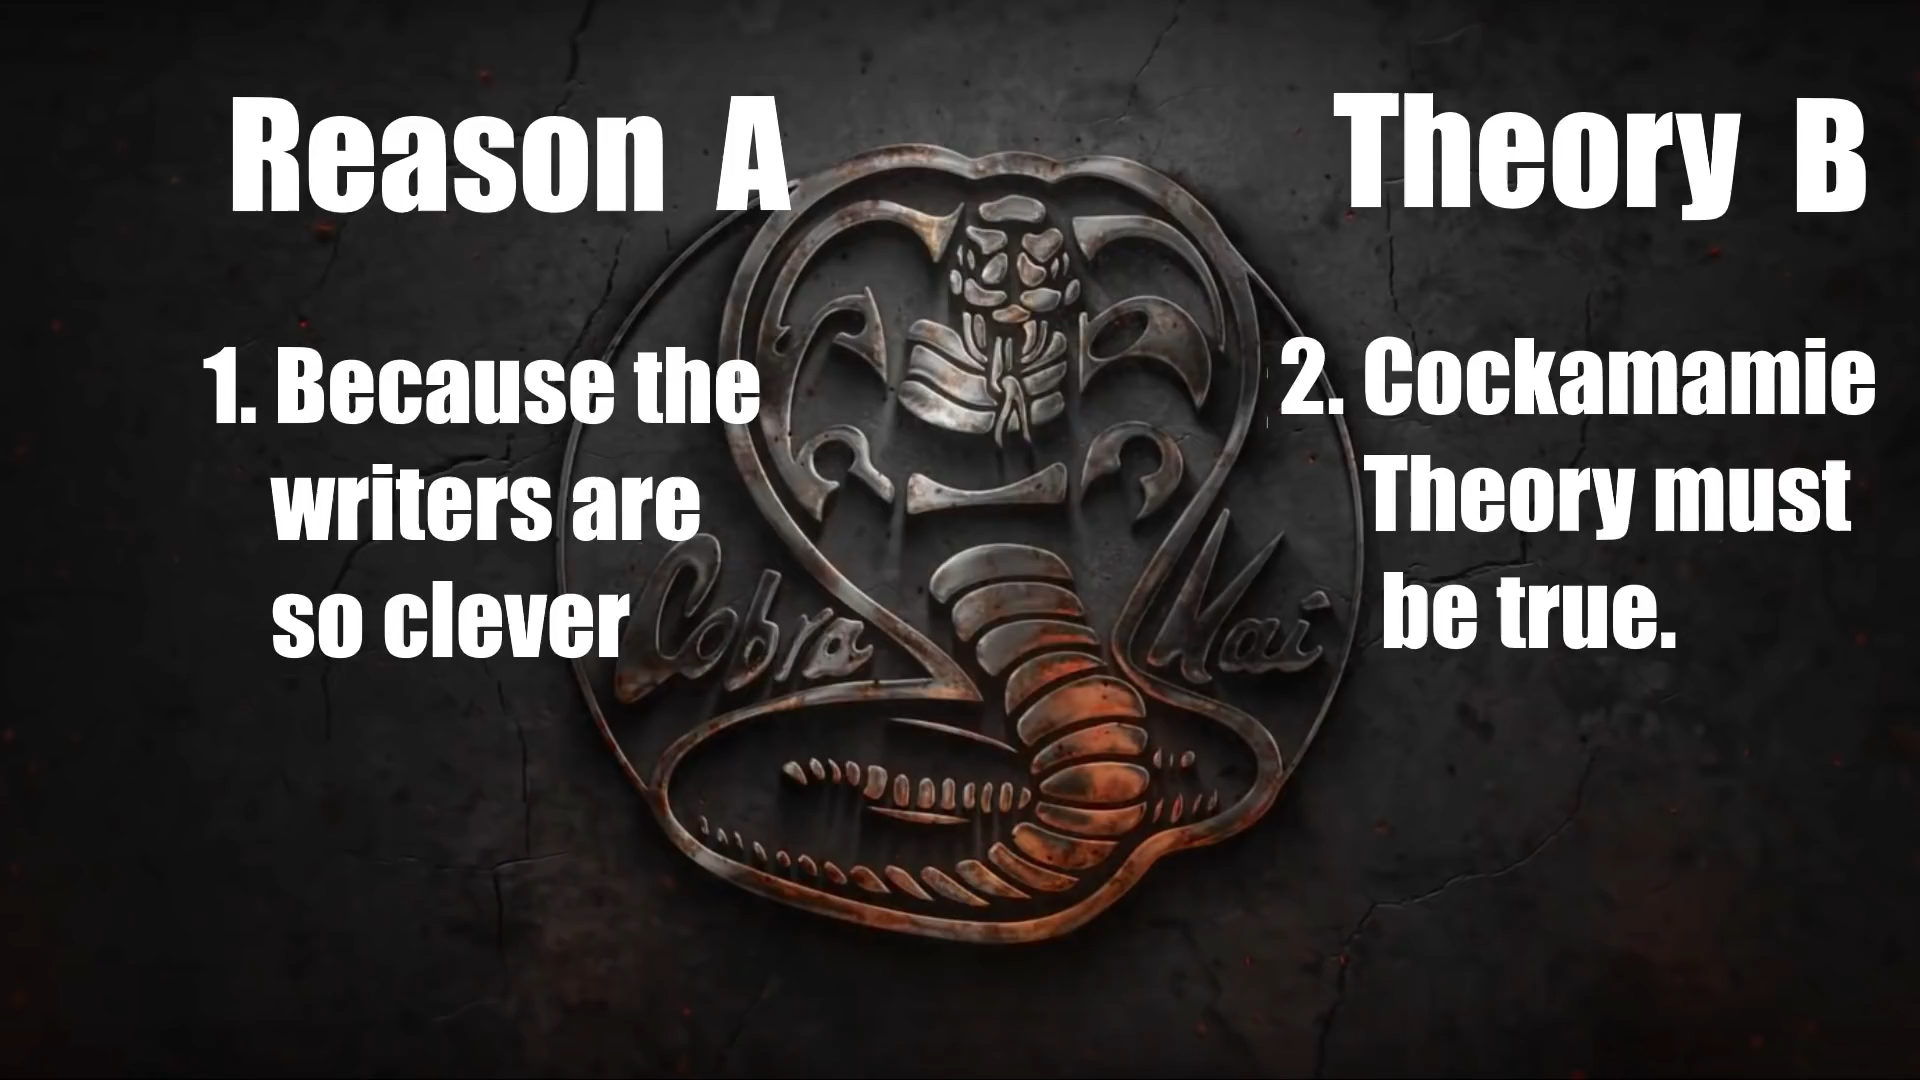 Reason A
1. Because the
writers are
so clever
Theory B
2. Cockamamie
Theory must
be true.
Cobra Kai